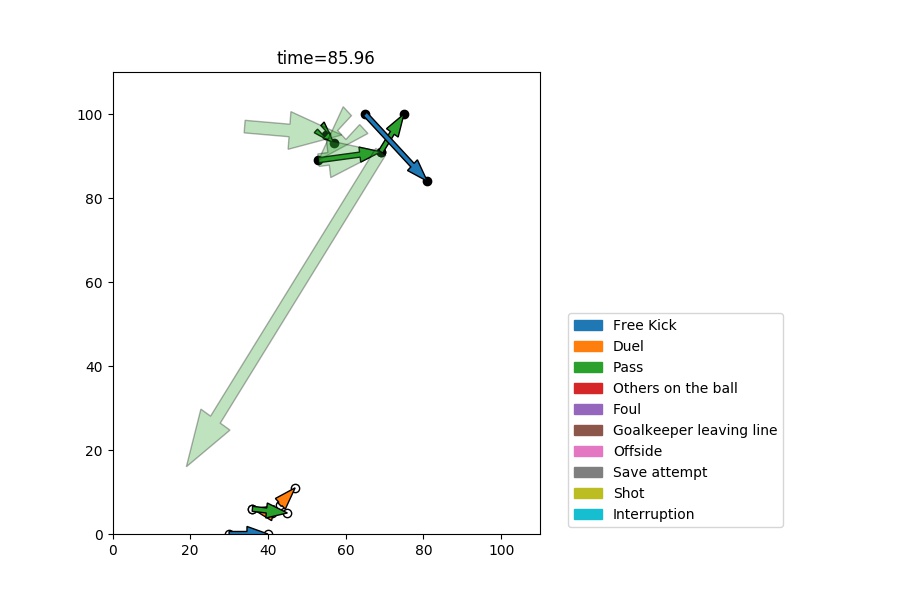 time=85.96
100
80
60
40
20
0
0 20 40 60 80 100
Free Kick
Duel
Pass
Others on the ball
Foul
Goalkeeper leaving line
Offside
Save attempt
Shot
Interruption